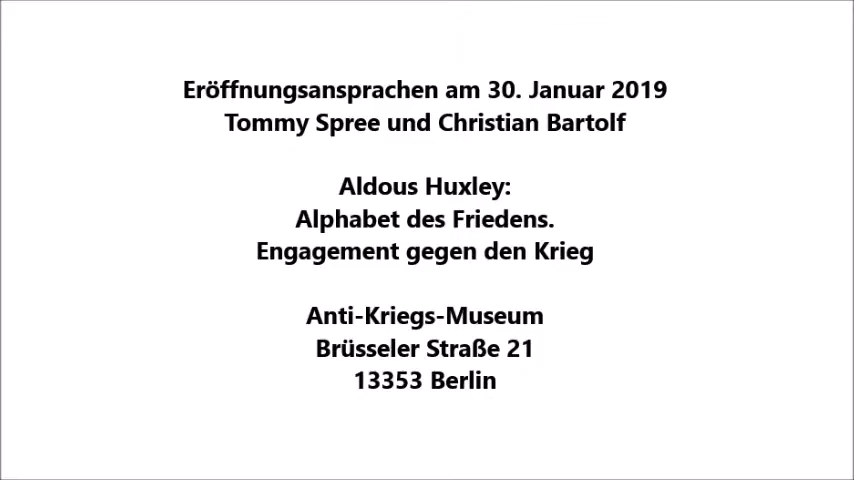 Eröffnungsansprachen am 30. Januar 2019
Tommy Spree und Christian Bartolf
Aldous Huxley:
Alphabet des Friedens.
Engagement gegen den Krieg
Anti-Kriegs-Museum
Brüsseler Straße 21
13353 Berlin